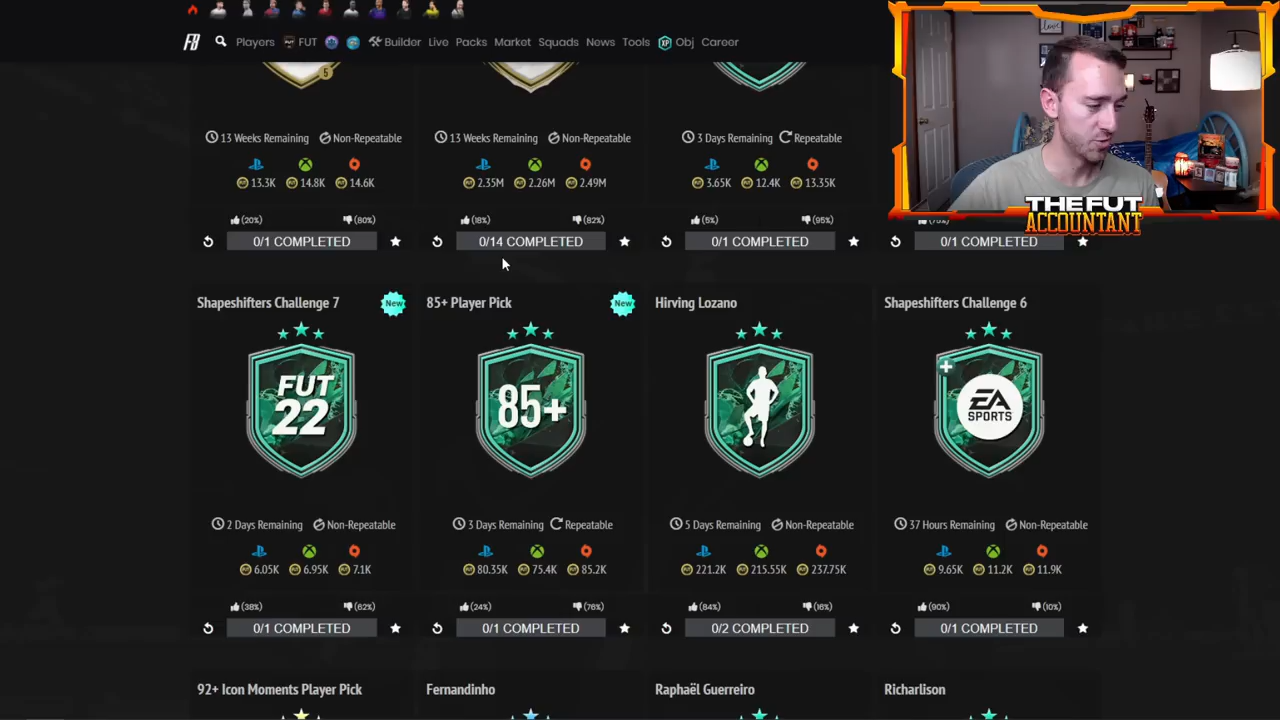 FB Players FUT Builder Live Packs Market Squads News Tools XP Obj Career
5
13 Weeks Remaining Non-Repeatable
13 Weeks Remaining Non-Repeatable
3 Days Remaining Repeatable
13.3K 14.8K 14.6K
2.35M 2.26M 2.49M
3.65K 12.4K 13.35K
(20%) (80%)
(18%) (82%)
(5%) (95%)
0/1 COMPLETED
0/14 COMPLETED
0/1 COMPLETED
0/1 COMPLETED
THE FUT
ACCOUNTANT
Shapeshifters Challenge 7 New
85+ Player Pick New
Hirving Lozano
Shapeshifters Challenge 6
FUT
22
85+
EA
SPORTS
2 Days Remaining Non-Repeatable
3 Days Remaining Repeatable
5 Days Remaining Non-Repeatable
37 Hours Remaining Non-Repeatable
6.05K 6.95K 7.1K
80.35K 75.4K 85.2K
221.2K 215.55K 237.75K
9.65K 11.2K 11.9K
(38%) (62%)
(24%) (76%)
(84%) (16%)
(90%) (10%)
0/1 COMPLETED
0/1 COMPLETED
0/2 COMPLETED
0/1 COMPLETED
92+ Icon Moments Player Pick
Fernandinho
Raphaël Guerreiro
Richarlison